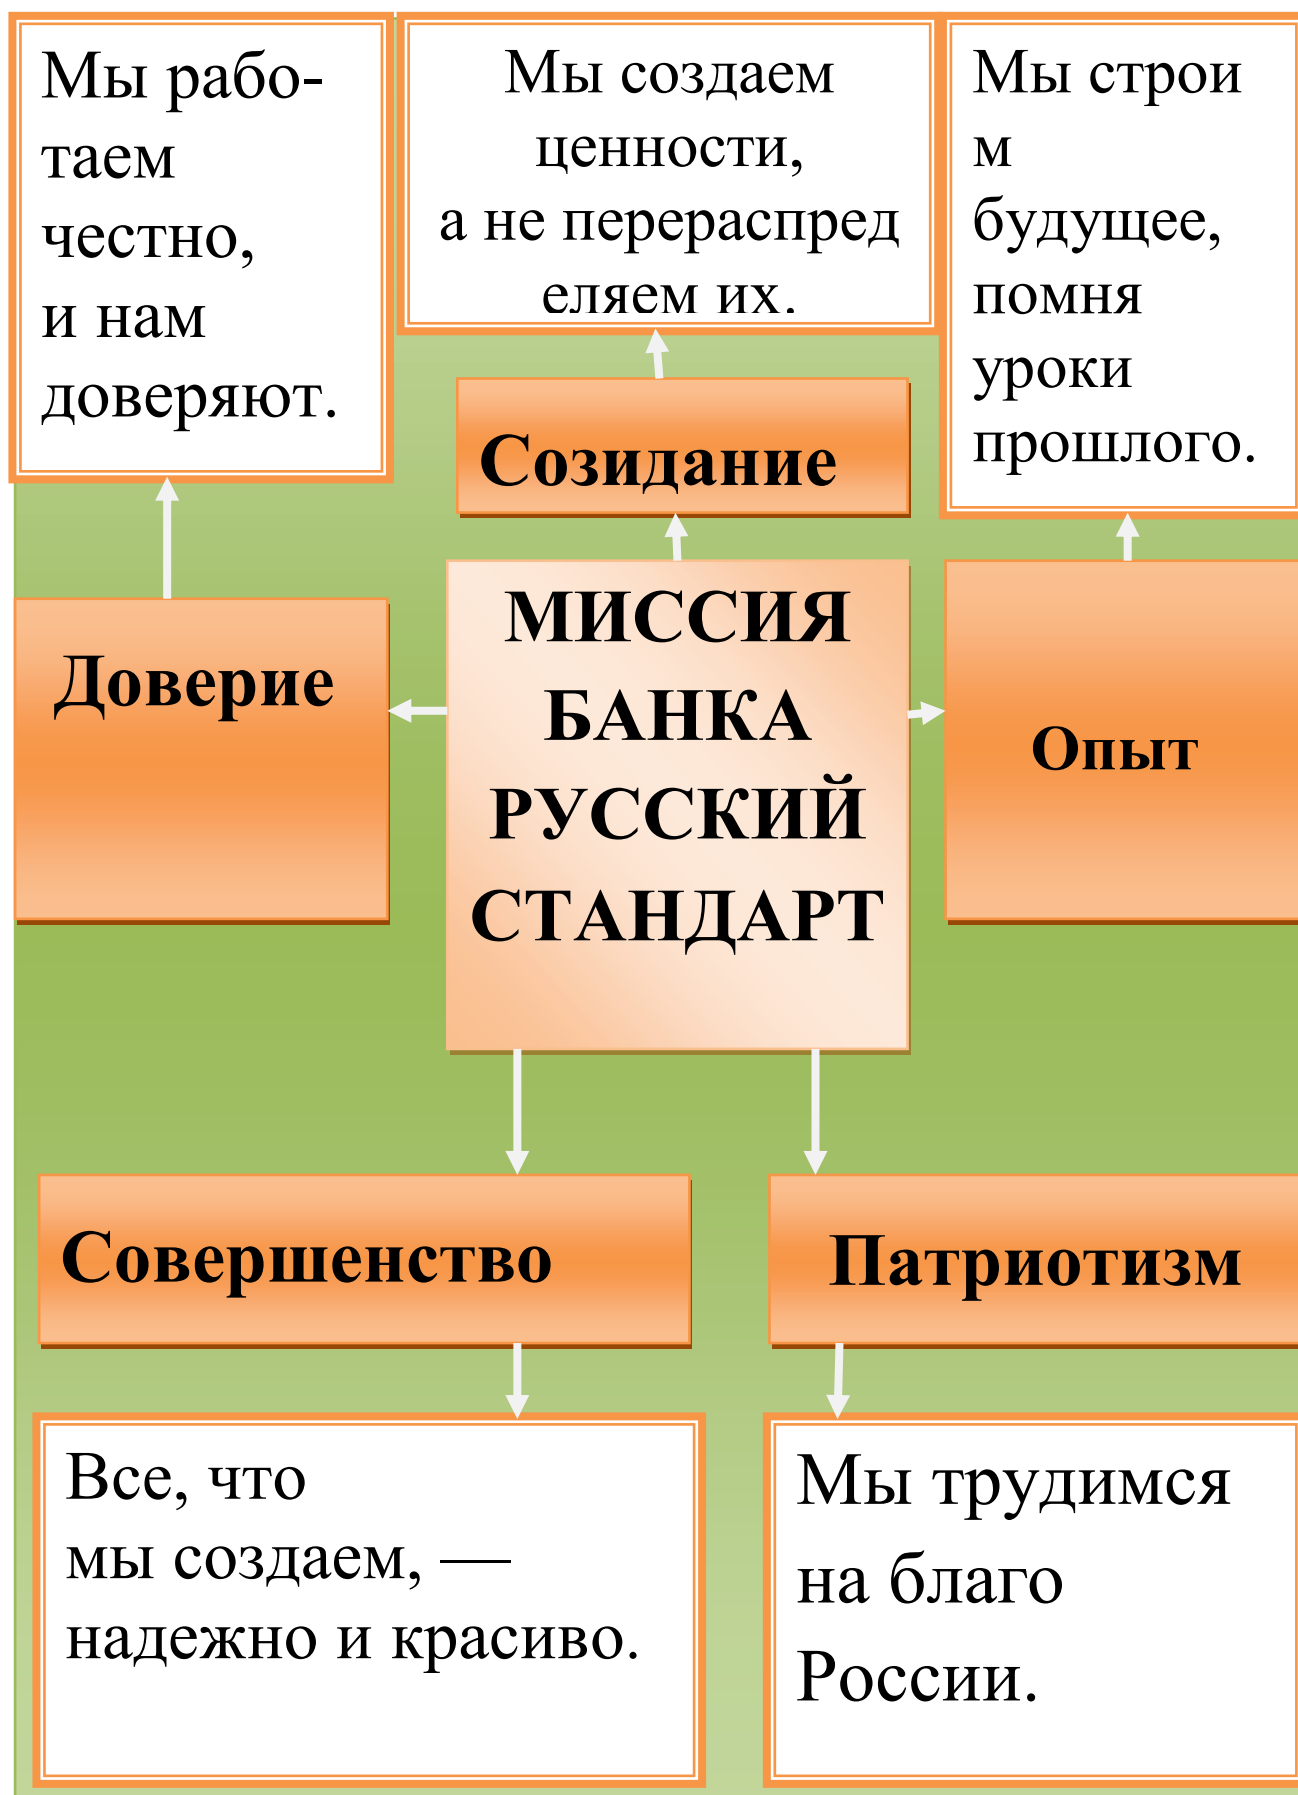 Мы рабо-
таем
честно,
и нам
доверяют.
Мы создаем
ценности,
а не перераспред
еляем их.
Мы строи
м
будущее,
помня
уроки
прошлого.
Созидание
Доверие
МИССИЯ
БАНКА
РУССКИЙ
СТАНДАРТ
Опыт
Совершенство
Патриотизм
Все, что
мы создаем, —
надежно и красиво.
Мы трудимся
на благо
России.